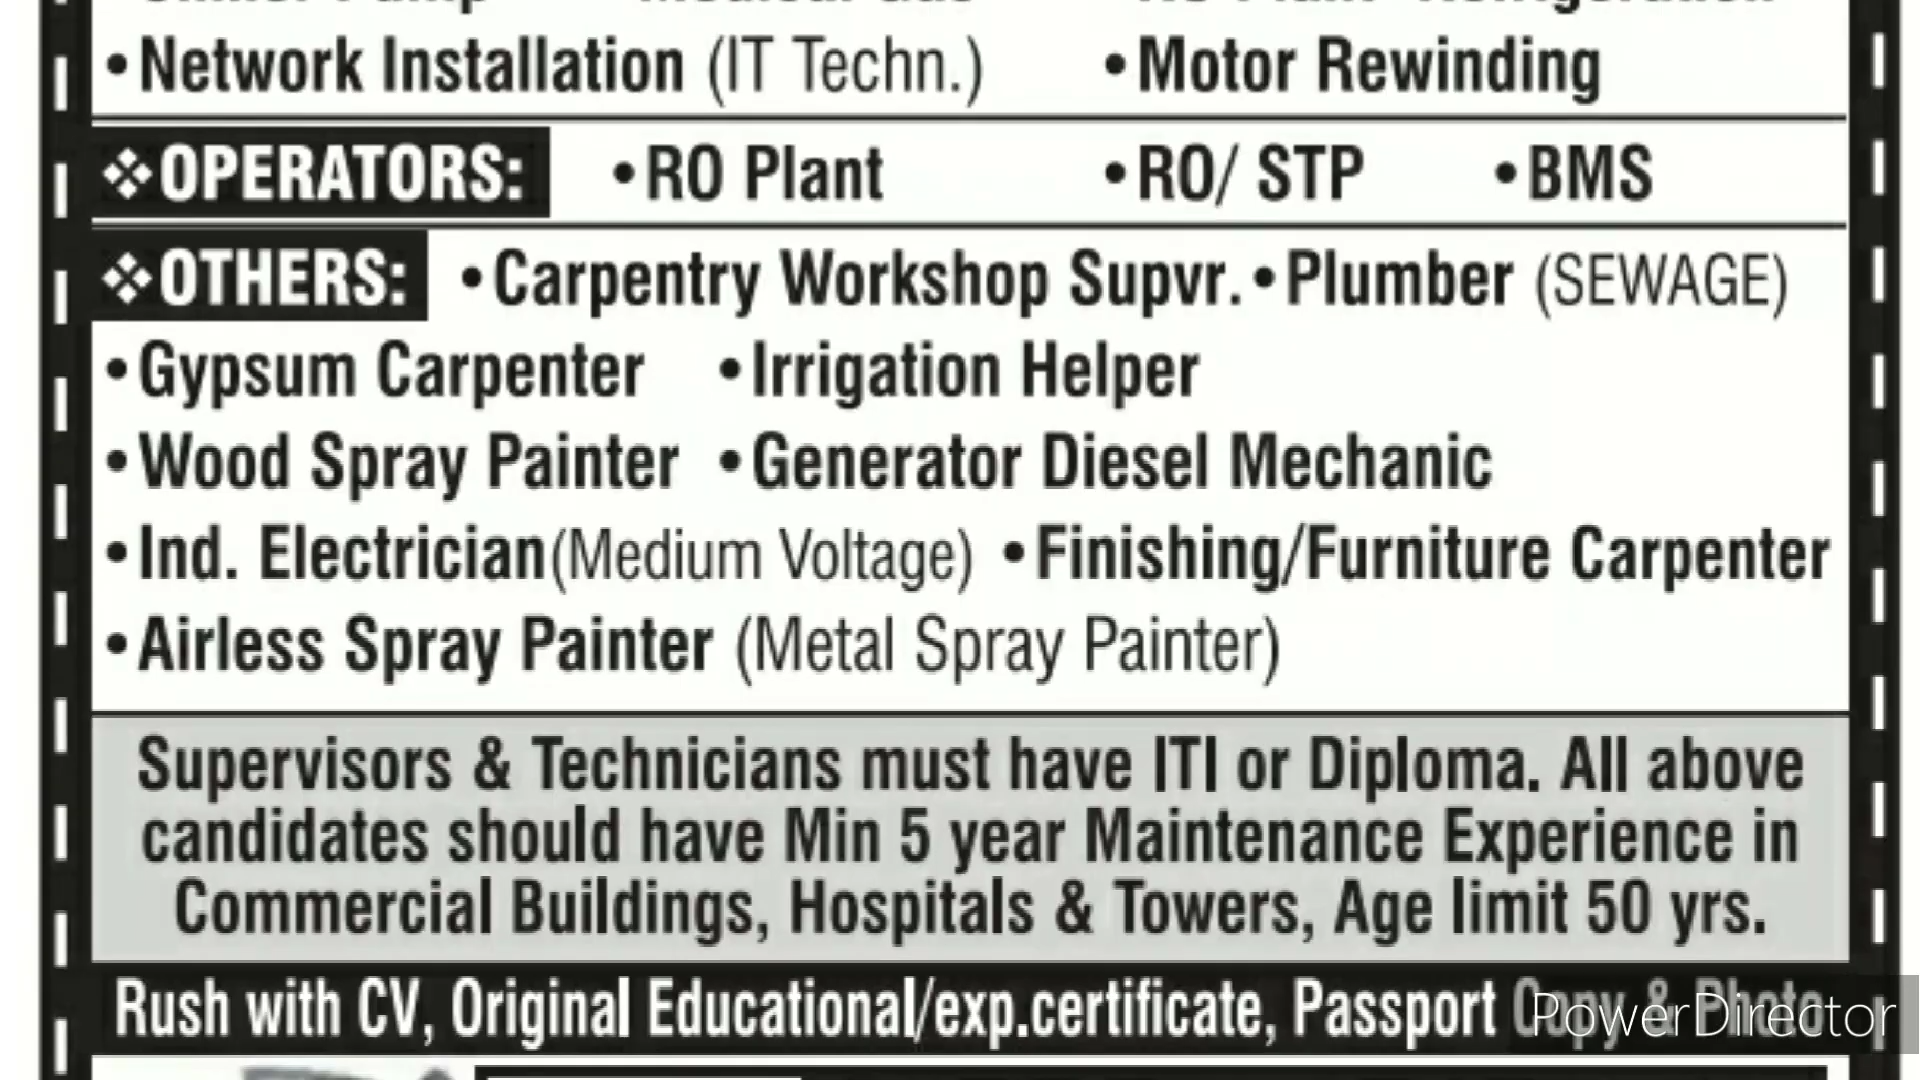 • Network Installation (IT Techn.) • Motor Rewinding
❖OPERATORS: • RO Plant • RO/ STP • BMS
❖OTHERS: • Carpentry Workshop Supvr. • Plumber (SEWAGE)
• Gypsum Carpenter • Irrigation Helper
• Wood Spray Painter • Generator Diesel Mechanic
• Ind. Electrician(Medium Voltage) • Finishing/Furniture Carpenter
• Airless Spray Painter (Metal Spray Painter)
Supervisors & Technicians must have ITI or Diploma. All above
candidates should have Min 5 year Maintenance Experience in
Commercial Buildings, Hospitals & Towers, Age limit 50 yrs.
Rush with CV, Original Educational/exp.certificate, Passport Copy & Photo
PowerDirector